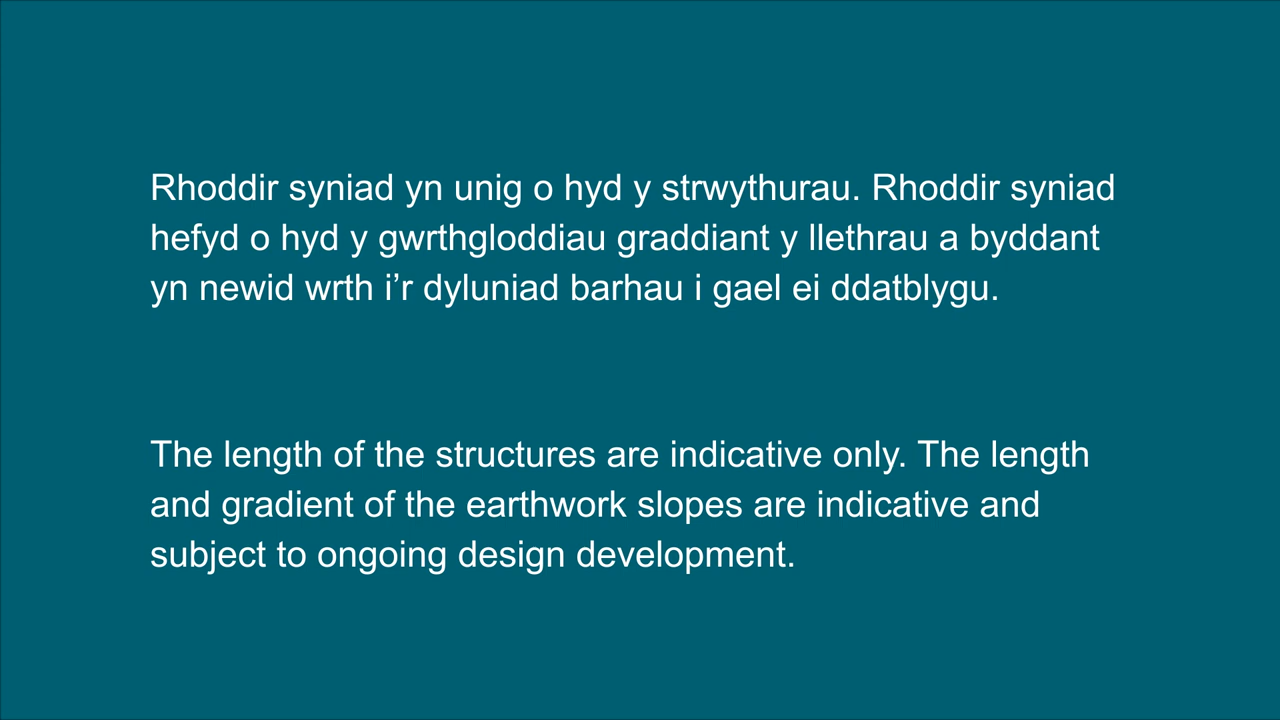 Rhoddir syniad yn unig o hyd y strwythurau. Rhoddir syniad
hefyd o hyd y gwrthgloddiau graddiant y llethrau a byddant
yn newid wrth i’r dyluniad barhau i gael ei ddatblygu.
The length of the structures are indicative only. The length
and gradient of the earthwork slopes are indicative and
subject to ongoing design development.